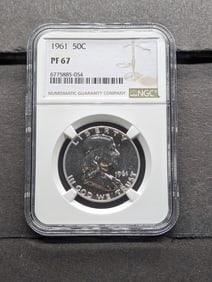 1961 50C
PF 67
6775885-054
NUMISMATIC GUARANTY COMPANY
NGC
LIBERTY
1961
IN GOD WE TRUST